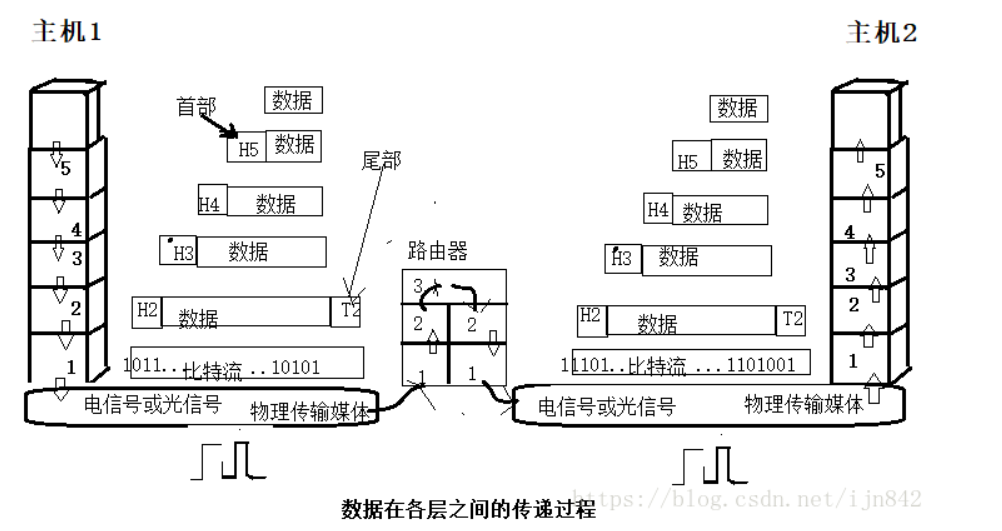 主机1
主机2
首部
数据
H5 数据
尾部
H4 数据
H3 数据
H2 数据 T2
1011.. 比特流 ...10101
5
4
3
2
1
电信号或光信号 物理传输媒体
路由器
3
2 2
1 1
数据
H5 数据
H4 数据
H3 数据
H2 数据 T2
11101.. 比特流 ... 1101001
5
4
3
2
1
电信号或光信号 物理传输媒体
数据在各层之间的传递过程
https://blog.csdn.net/ijn842